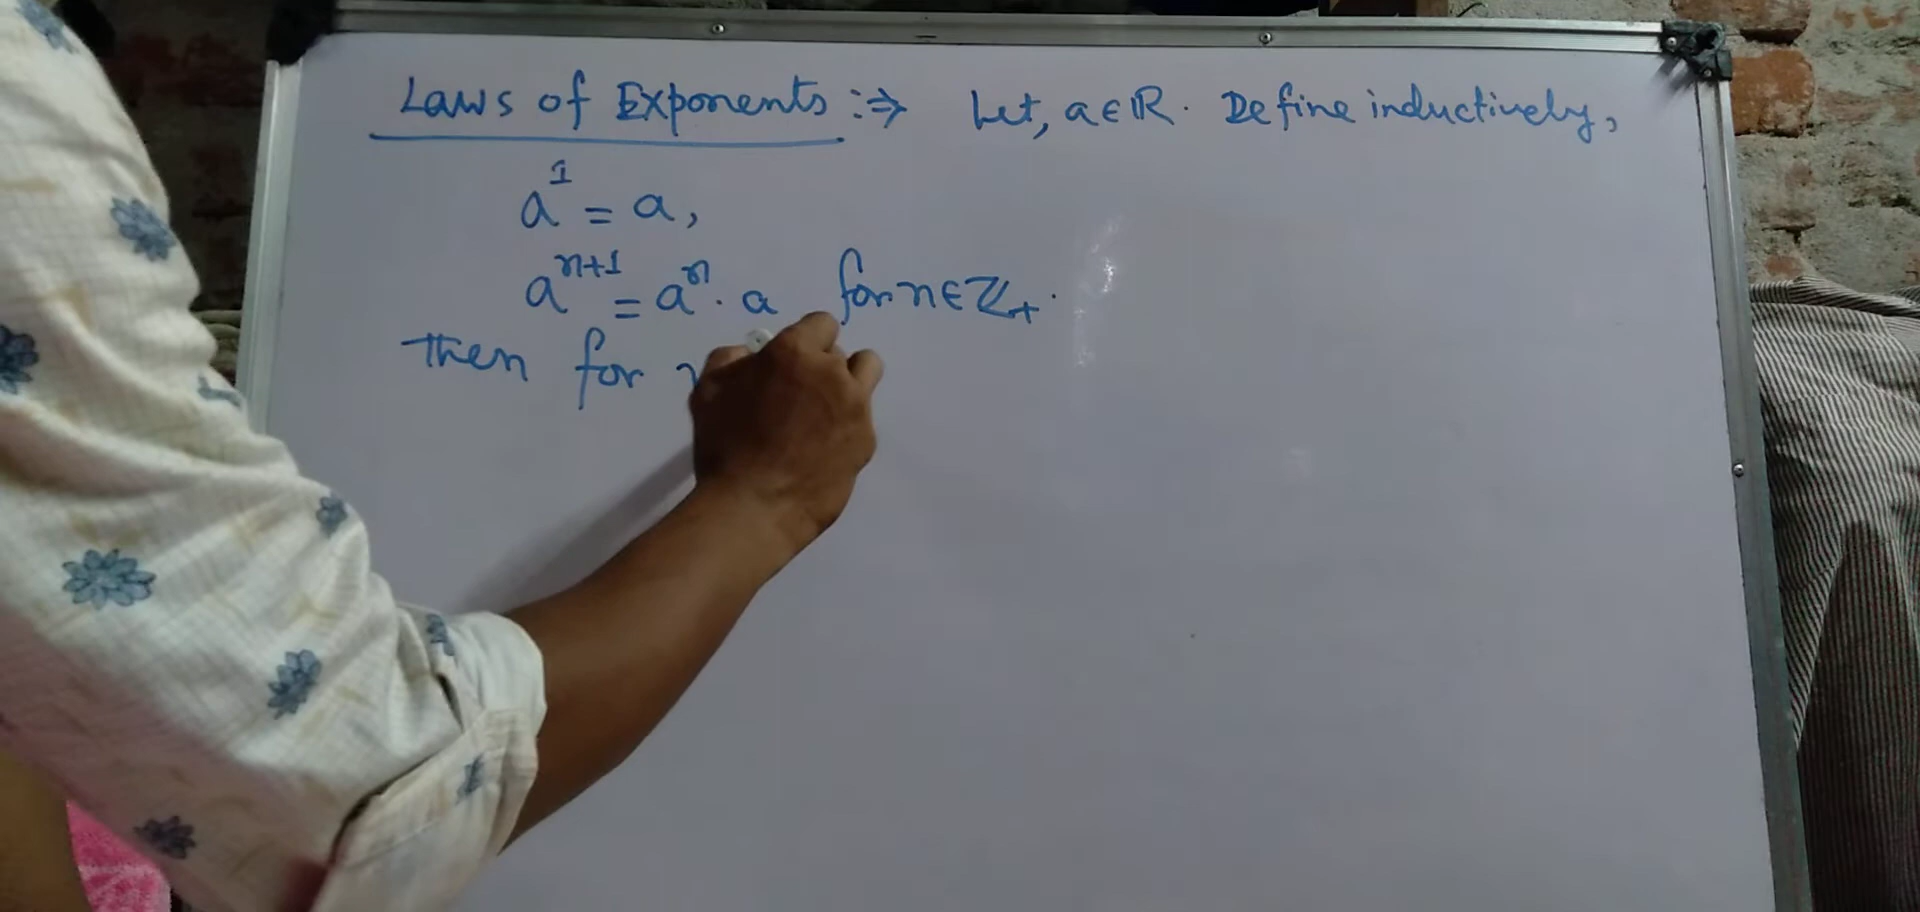 Laws of Exponents :⇒ Let, a∈ℝ. Define inductively,
a¹ = a,
aⁿ⁺¹ = aⁿ · a for n∈ℤ₊.
Then for